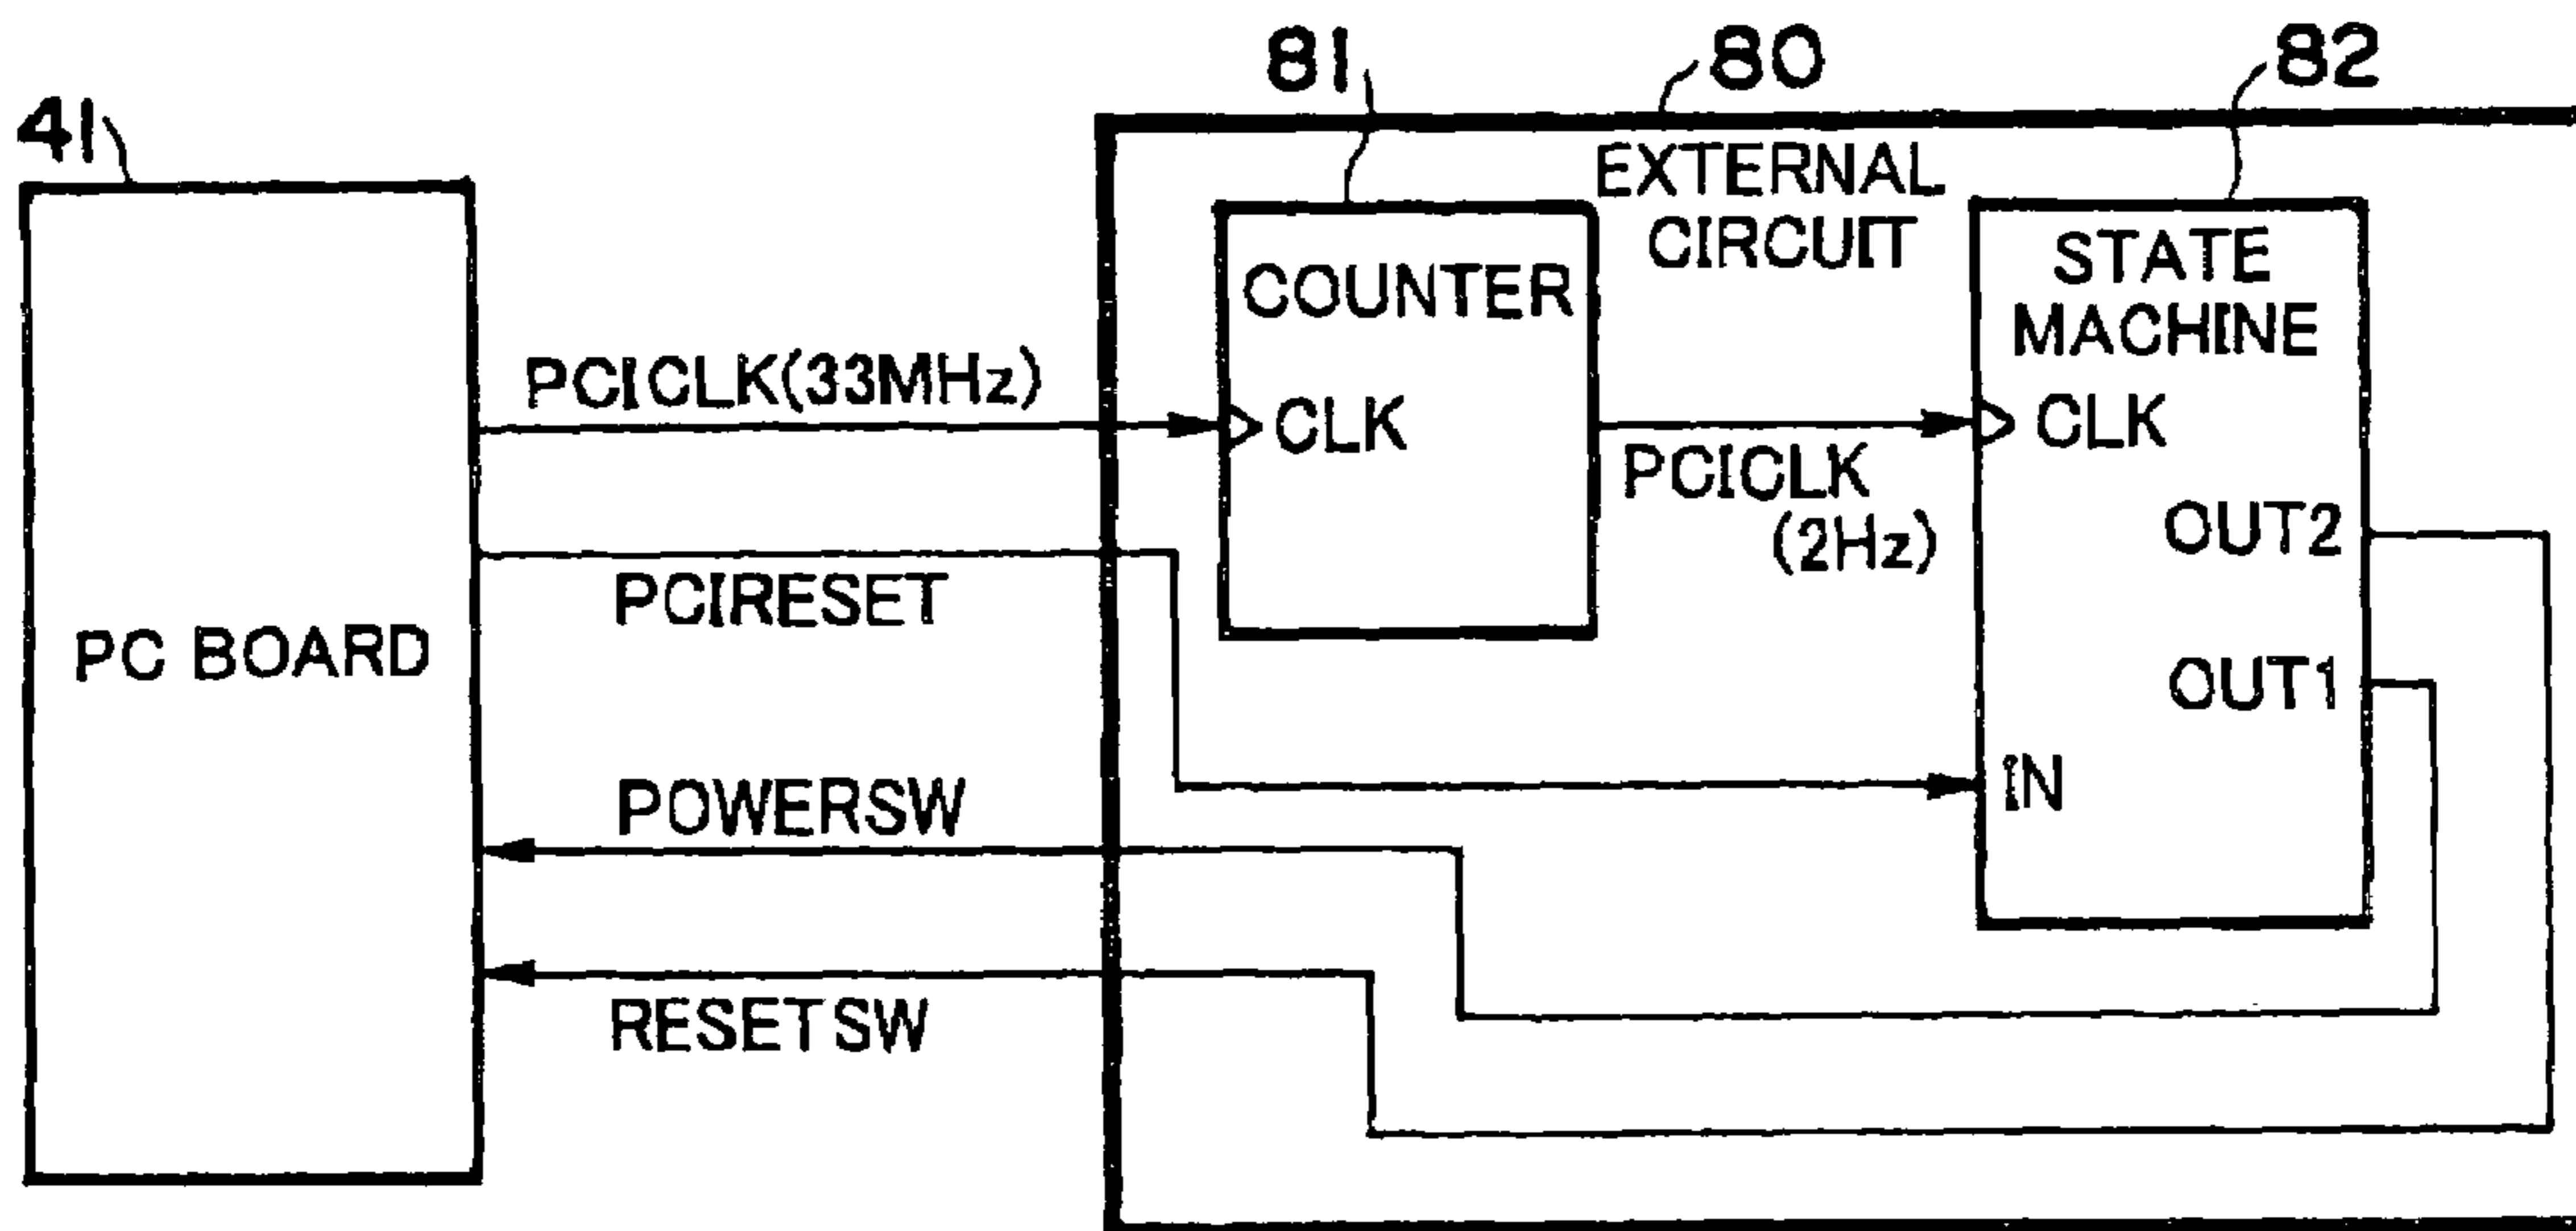 41
81
80
82
PC BOARD
PCICLK(33MHz)
PCIRESET
POWERSW
RESETSW
EXTERNAL
CIRCUIT
COUNTER
CLK
PCICLK
(2Hz)
STATE
MACHINE
CLK
OUT2
OUT1
IN